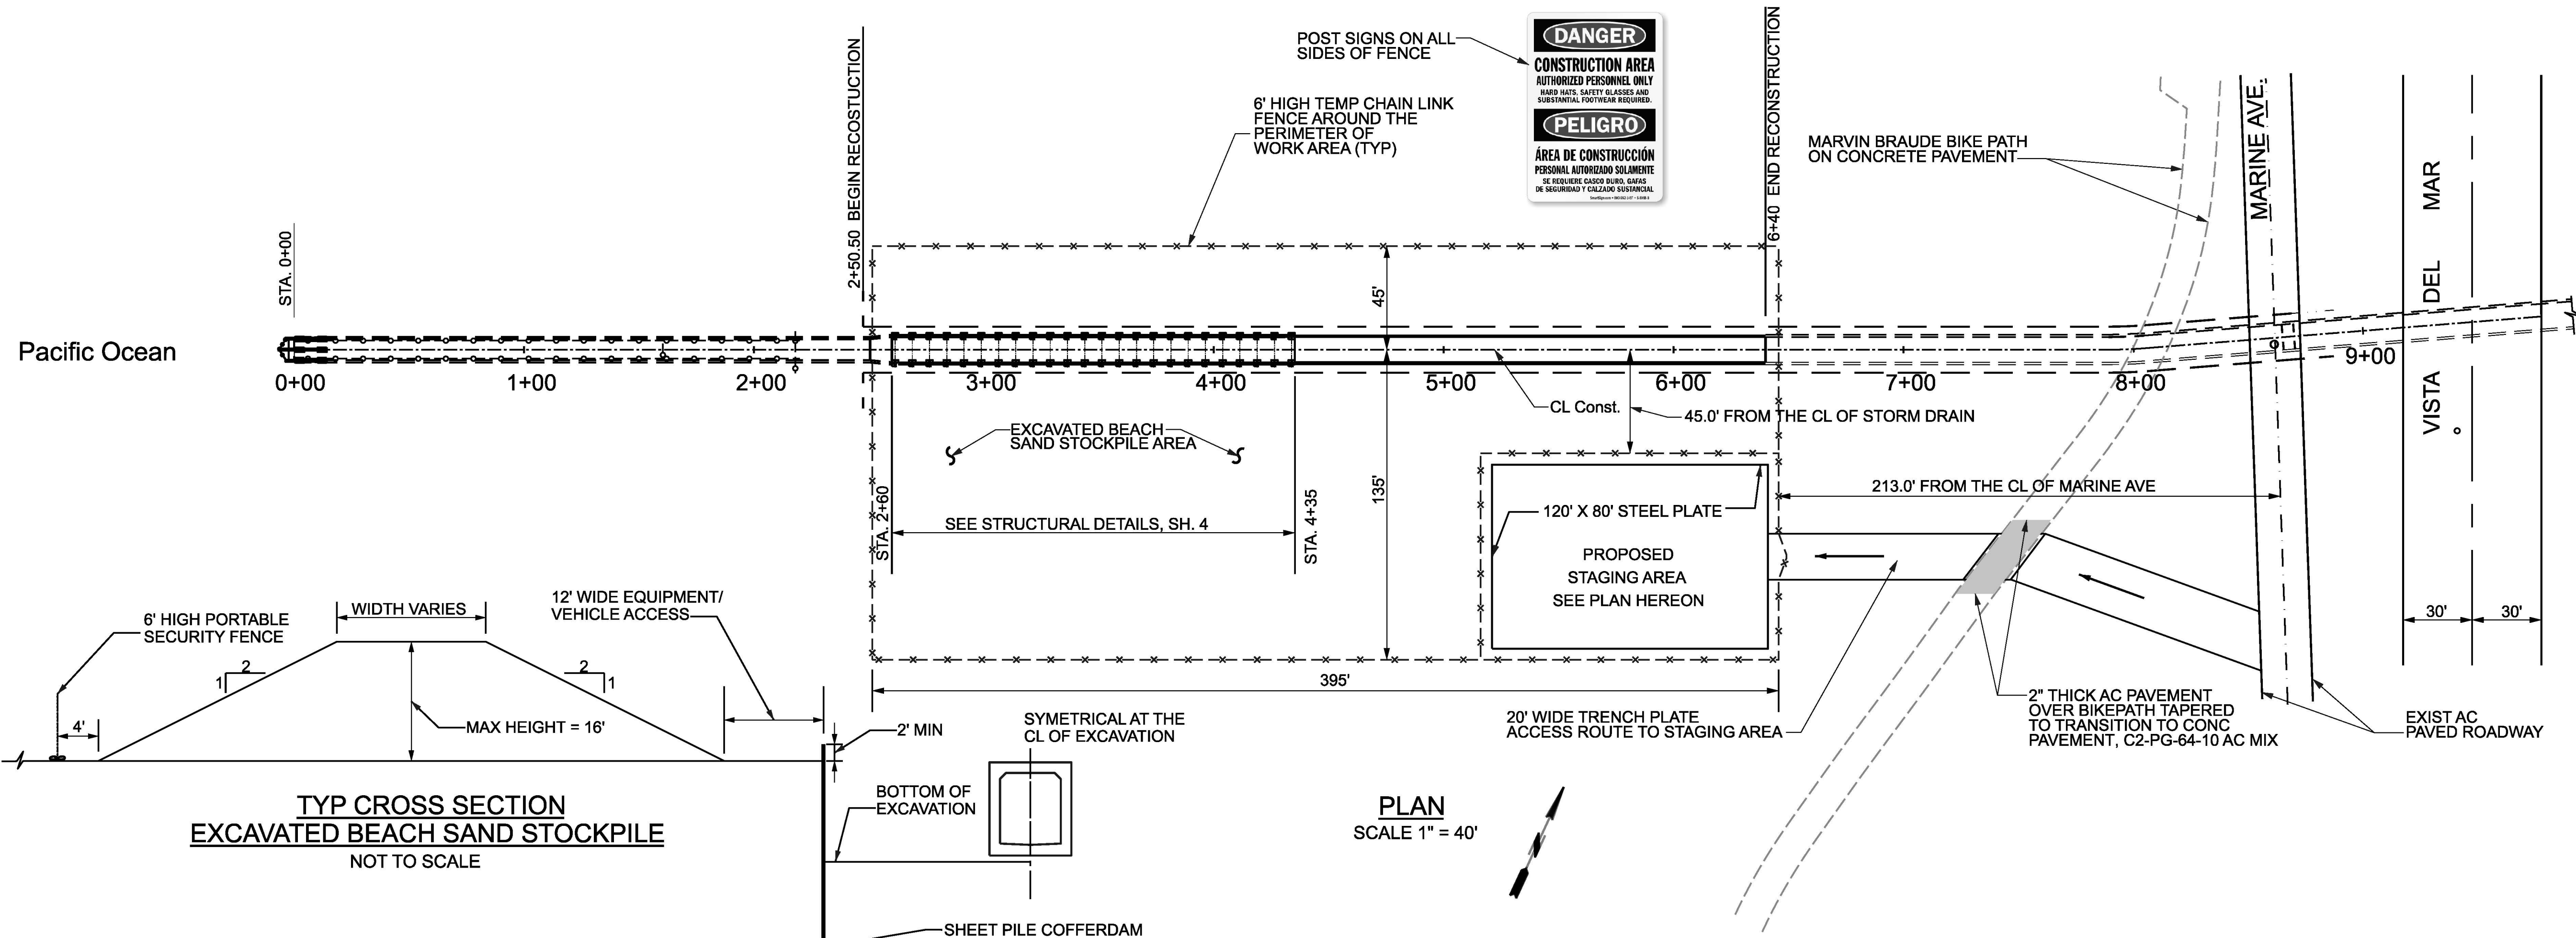 POST SIGNS ON ALL
SIDES OF FENCE
DANGER
CONSTRUCTION AREA
AUTHORIZED PERSONNEL ONLY
HARD HATS, SAFETY GLASSES AND
SUBSTANTIAL FOOTWEAR REQUIRED.
PELIGRO
ÁREA DE CONSTRUCCIÓN
PERSONAL AUTORIZADO SOLAMENTE
SE REQUIERE CASCO DURO, GAFAS
DE SEGURIDAD Y CALZADO SUSTANCIAL
6' HIGH TEMP CHAIN LINK
FENCE AROUND THE
PERIMETER OF
WORK AREA (TYP)
2+50.50 BEGIN RECOSTUCTION
6+40 END RECONSTRUCTION
MARVIN BRAUDE BIKE PATH
ON CONCRETE PAVEMENT
MARINE AVE.
VISTA DEL MAR
STA. 0+00
45'
Pacific Ocean
0+00
1+00
2+00
3+00
4+00
5+00
6+00
7+00
8+00
9+00
CL Const.
45.0' FROM THE CL OF STORM DRAIN
EXCAVATED BEACH
SAND STOCKPILE AREA
135'
STA. 2+60
SEE STRUCTURAL DETAILS, SH. 4
STA. 4+35
213.0' FROM THE CL OF MARINE AVE
120' X 80' STEEL PLATE
PROPOSED
STAGING AREA
SEE PLAN HEREON
30'
30'
395'
20' WIDE TRENCH PLATE
ACCESS ROUTE TO STAGING AREA
2" THICK AC PAVEMENT
OVER BIKEPATH TAPERED
TO TRANSITION TO CONC
PAVEMENT, C2-PG-64-10 AC MIX
EXIST AC
PAVED ROADWAY
6' HIGH PORTABLE
SECURITY FENCE
WIDTH VARIES
12' WIDE EQUIPMENT/
VEHICLE ACCESS
2
1
2
1
4'
MAX HEIGHT = 16'
2' MIN
SYMETRICAL AT THE
CL OF EXCAVATION
BOTTOM OF
EXCAVATION
TYP CROSS SECTION
EXCAVATED BEACH SAND STOCKPILE
NOT TO SCALE
PLAN
SCALE 1" = 40'
SHEET PILE COFFERDAM